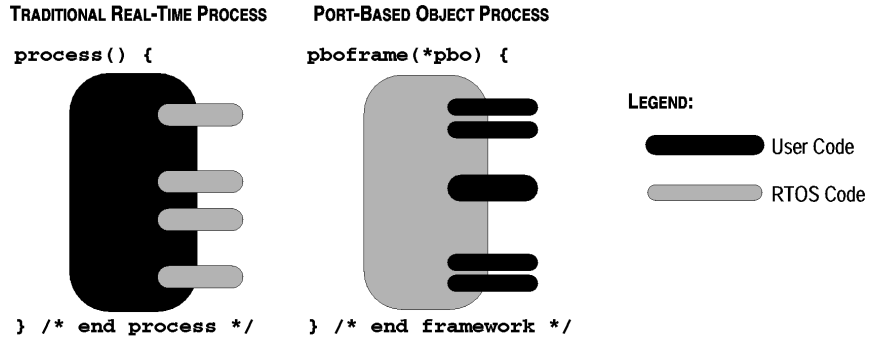 TRADITIONAL REAL-TIME PROCESS
process() {
} /* end process */
PORT-BASED OBJECT PROCESS
pboframe(*pbo) {
} /* end framework */
LEGEND:
User Code
RTOS Code